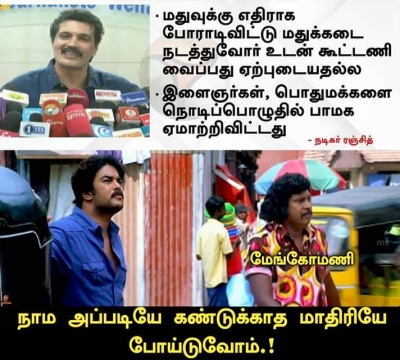 மதுவுக்கு எதிராக
போராடிவிட்டு மதுக்கடை
நடத்துவோர் உடன் கூட்டணி
வைப்பது ஏற்புடையதல்ல
இளைஞர்கள், பொதுமக்களை
நொடிப்பொழுதில் பாமக
ஏமாற்றிவிட்டது
- நடிகர் ரஞ்சித்
மேங்கோமணி
நாம அப்படியே கண்டுக்காத மாதிரியே
போய்டுவோம்.!